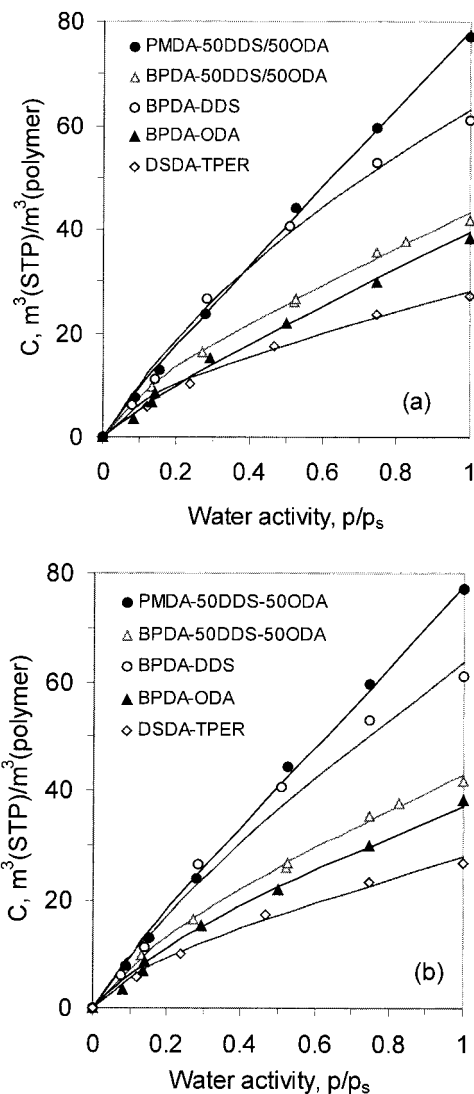 80
60
40
20
0
C, m³(STP)/m³(polymer)
PMDA-50DDS/50ODA
BPDA-50DDS/50ODA
BPDA-DDS
BPDA-ODA
DSDA-TPER
(a)
0 0.2 0.4 0.6 0.8 1
Water activity, p/pₛ
80
60
40
20
0
C, m³(STP)/m³(polymer)
PMDA-50DDS-50ODA
BPDA-50DDS-50ODA
BPDA-DDS
BPDA-ODA
DSDA-TPER
(b)
0 0.2 0.4 0.6 0.8 1
Water activity, p/pₛ